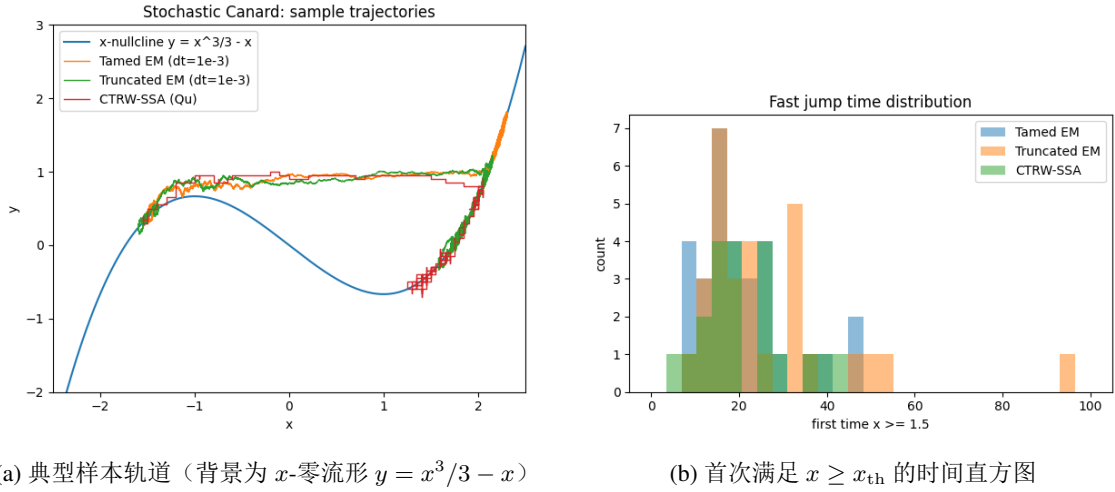 Stochastic Canard: sample trajectories
3
2
1
0
−1
−2
y
x-nullcline y = x^3/3 - x
Tamed EM (dt=1e-3)
Truncated EM (dt=1e-3)
CTRW-SSA (Qu)
−2
−1
0
1
2
x
Fast jump time distribution
7
6
5
4
3
2
1
0
count
Tamed EM
Truncated EM
CTRW-SSA
0
20
40
60
80
100
first time x >= 1.5
a) 典型样本轨道（背景为 x-零流形 y = x³/3 − x）
(b) 首次满足 x ≥ xth 的时间直方图